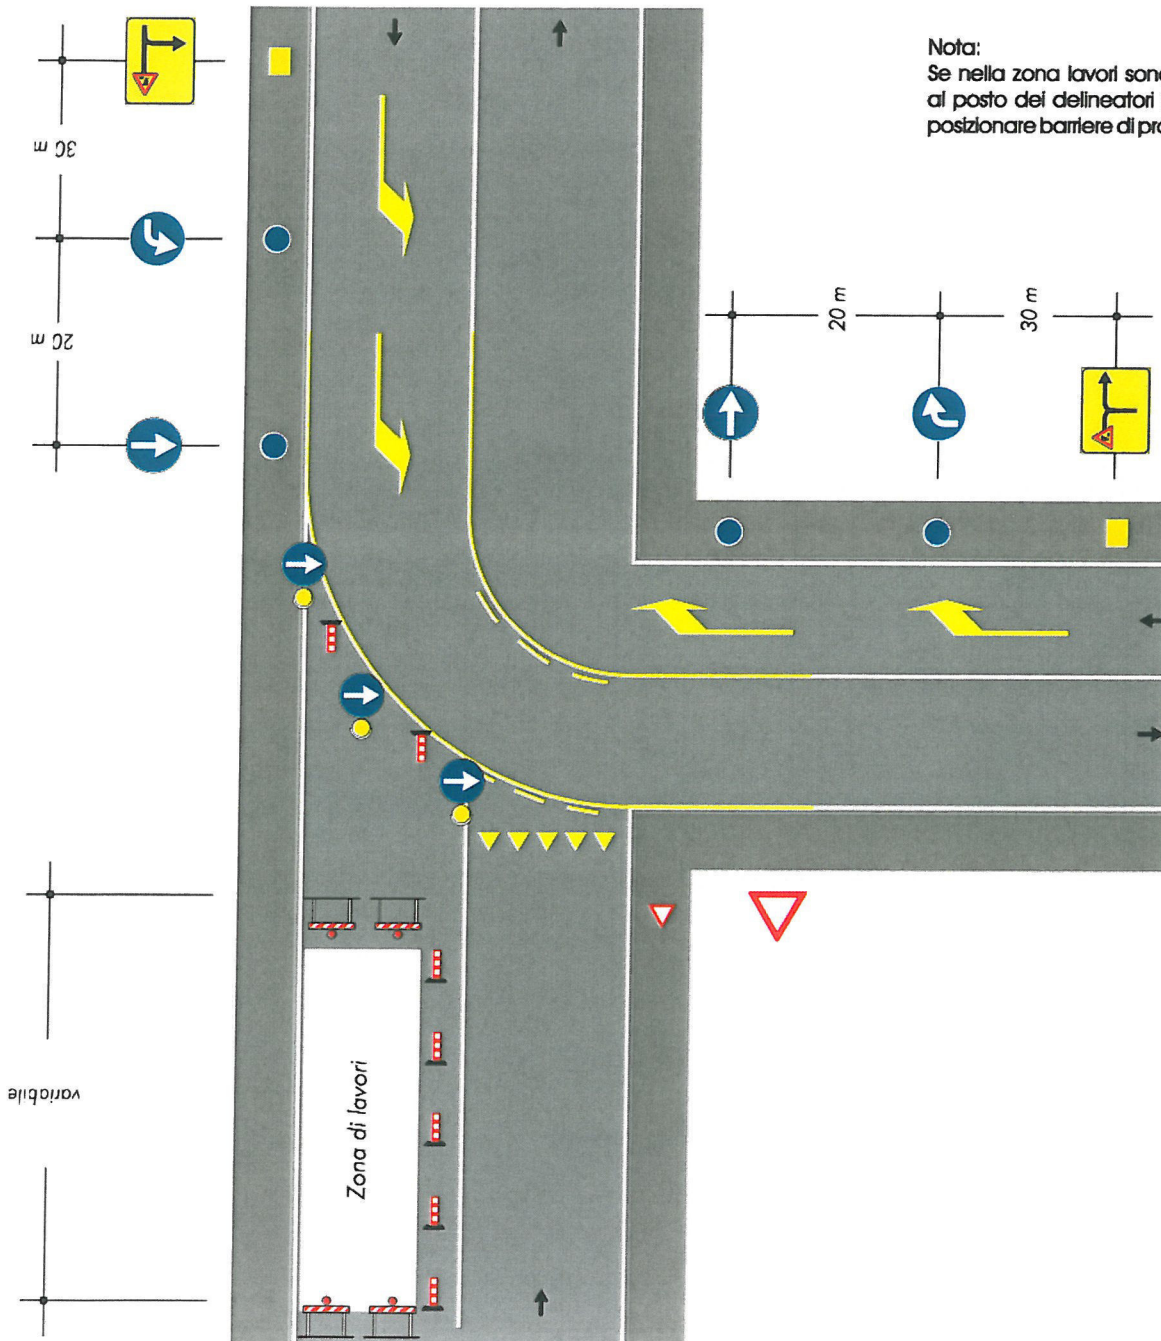 Nota:
Se nella zona lavori sono
al posto dei delineatori
posizionare barriere di pro
30 m
20 m
20 m
30 m
variabile
Zona di lavori